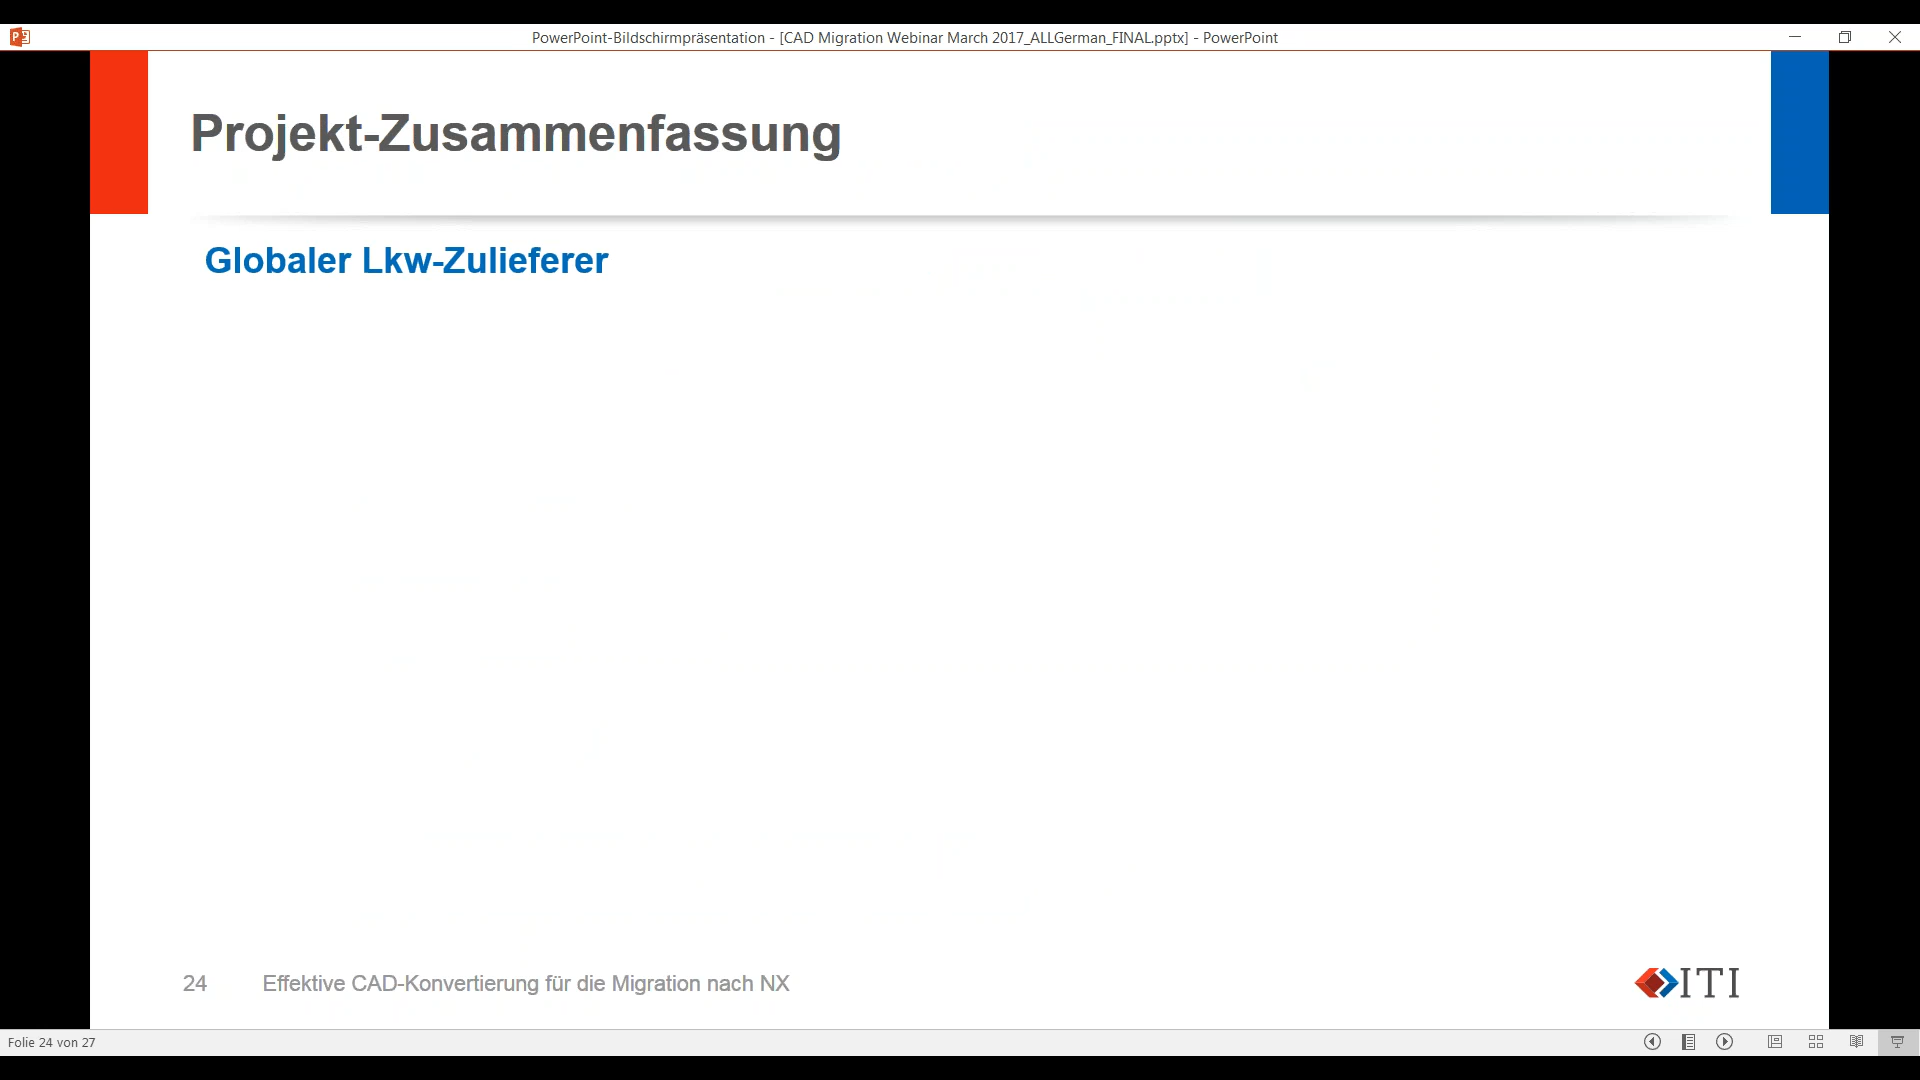 PowerPoint-Bildschirmpräsentation - [CAD Migration Webinar March 2017_ALLGerman_FINAL.pptx] - PowerPoint
Projekt-Zusammenfassung
Globaler Lkw-Zulieferer
24 Effektive CAD-Konvertierung für die Migration nach NX
ITI
Folie 24 von 27